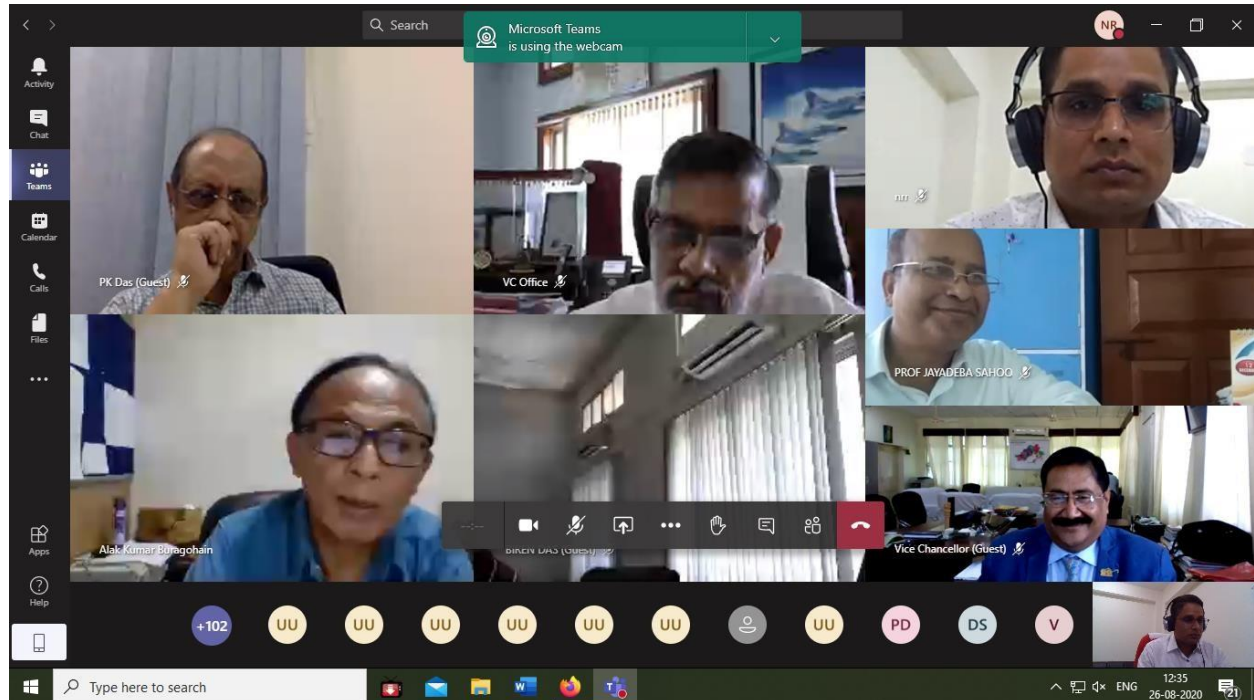 Search
Microsoft Teams
is using the webcam
NR
Activity
Chat
Teams
Calendar
Calls
Files
Apps
Help
PK Das (Guest)
VC Office
nrr
PROF JAYADEBA SAHOO
Alak Kumar Buragohain
BIREN DAS (Guest)
Vice Chancellor (Guest)
--:--
+102
UU
UU
UU
UU
UU
UU
UU
PD
DS
V
Type here to search
ENG
12:35
26-08-2020
21